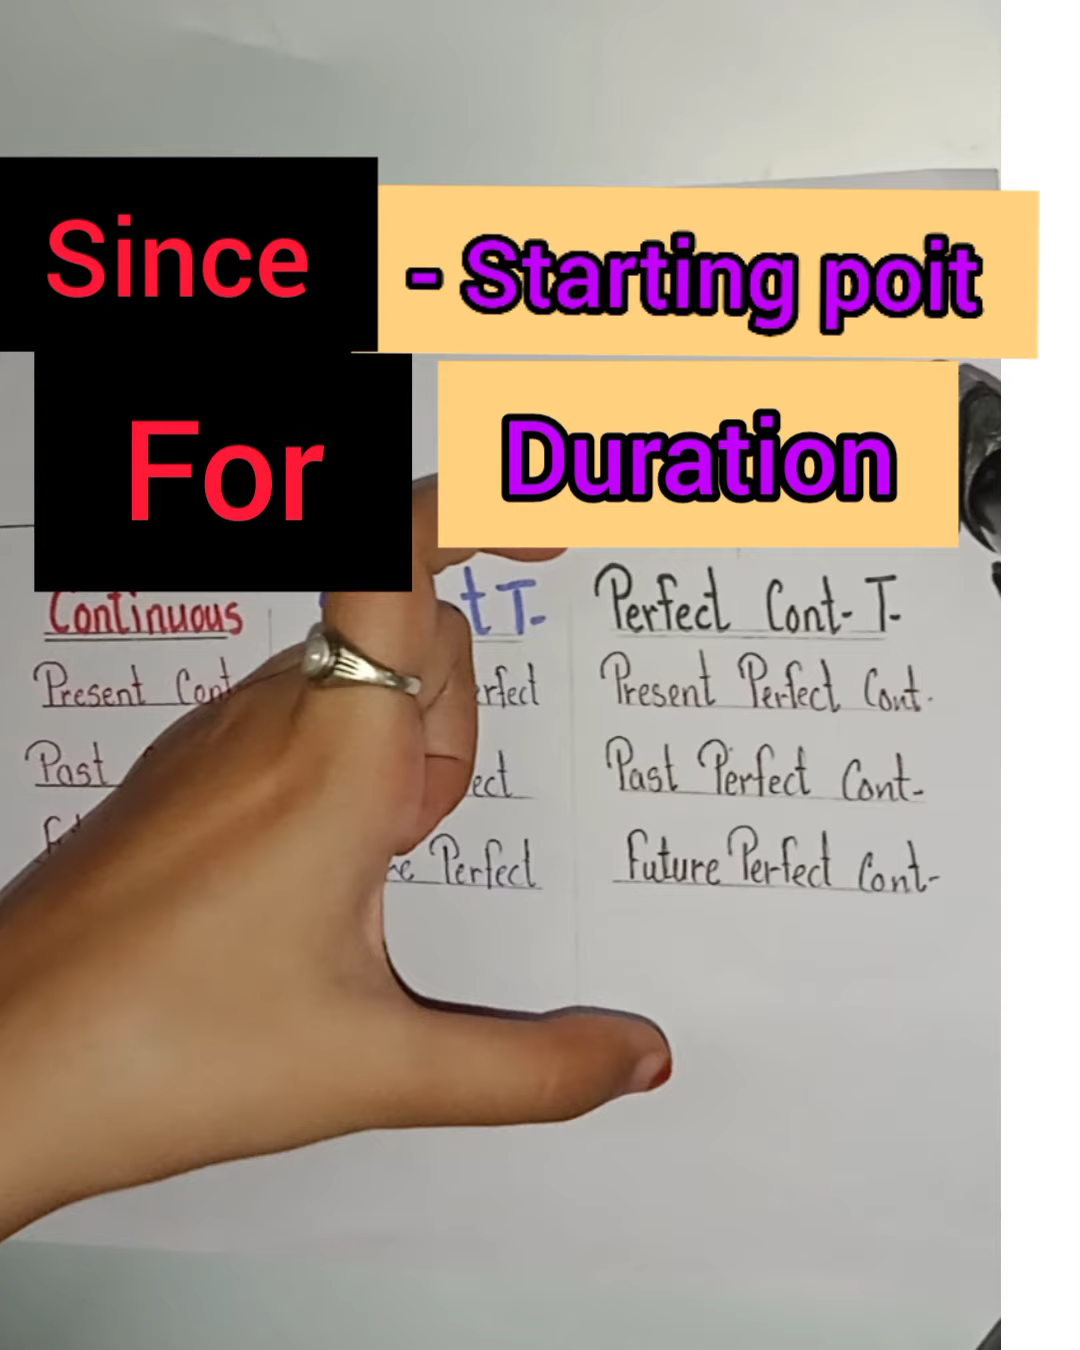 Since - Starting poit
For Duration
Continuous t T- Perfect Cont- T-
Present Cont rfect Present Perfect Cont-
Past ect Past Perfect Cont-
Perfect Future Perfect Cont-